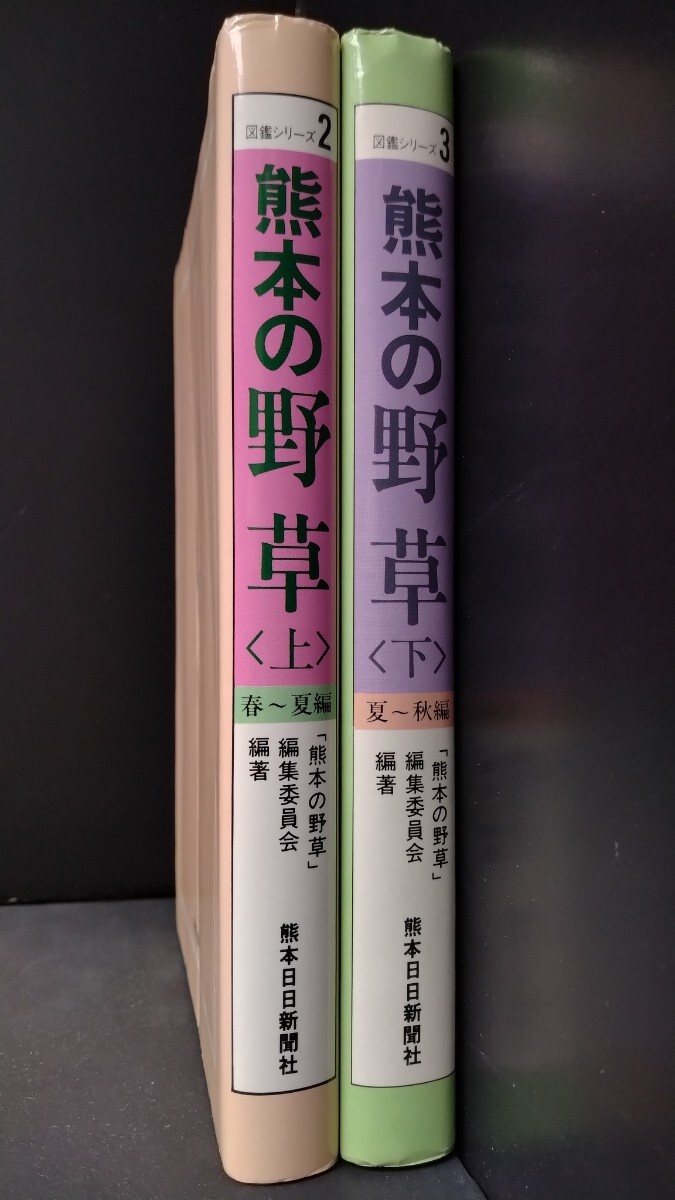 図鑑シリーズ2
熊本の野草〈上〉
春～夏編
「熊本の野草」
編集委員会
編著
熊本日日新聞社
図鑑シリーズ3
熊本の野草〈下〉
夏～秋編
「熊本の野草」
編集委員会
編著
熊本日日新聞社